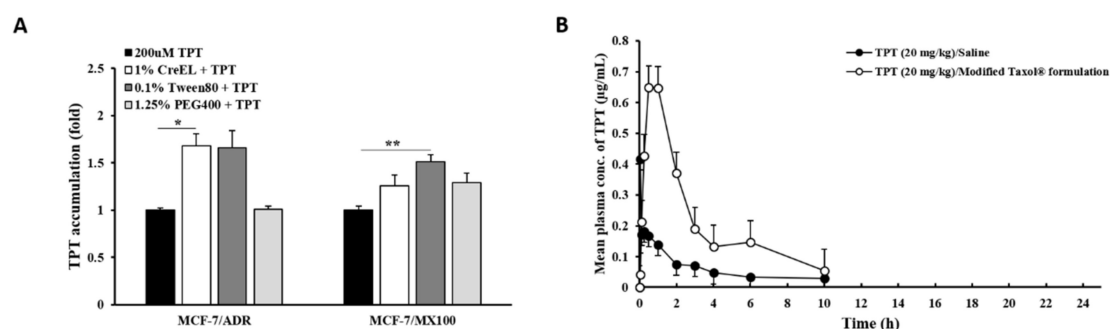 A
200uM TPT
1% CreEL + TPT
0.1% Tween80 + TPT
1.25% PEG400 + TPT
TPT accumulation (fold)
2.5
2
1.5
1
0.5
0
*
**
MCF-7/ADR
MCF-7/MX100
B
TPT (20 mg/kg)/Saline
TPT (20 mg/kg)/Modified Taxol® formulation
Mean plasma conc. of TPT (µg/mL)
0.8
0.7
0.6
0.5
0.4
0.3
0.2
0.1
0
0 2 4 6 8 10 12 14 16 18 20 22 24
Time (h)